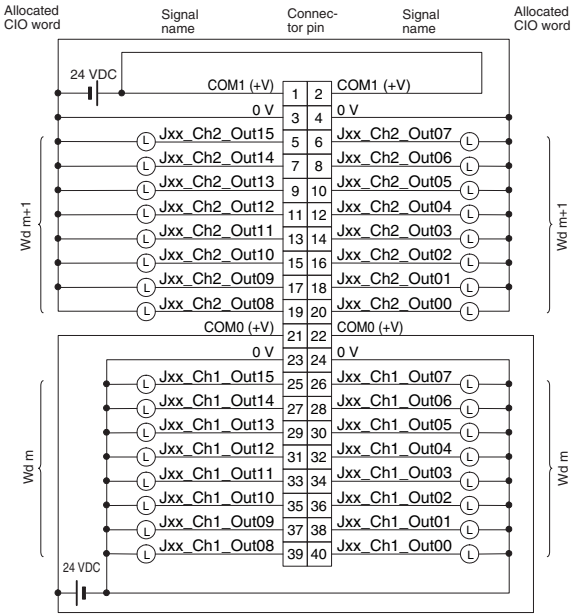 Allocated
CIO word
Signal
name
Connec-
tor pin
Signal
name
Allocated
CIO word
24 VDC
COM1 (+V) 1 2 COM1 (+V)
0 V 3 4 0 V
L Jxx_Ch2_Out15 5 6 Jxx_Ch2_Out07 L
L Jxx_Ch2_Out14 7 8 Jxx_Ch2_Out06 L
L Jxx_Ch2_Out13 9 10 Jxx_Ch2_Out05 L
L Jxx_Ch2_Out12 11 12 Jxx_Ch2_Out04 L
L Jxx_Ch2_Out11 13 14 Jxx_Ch2_Out03 L
L Jxx_Ch2_Out10 15 16 Jxx_Ch2_Out02 L
L Jxx_Ch2_Out09 17 18 Jxx_Ch2_Out01 L
L Jxx_Ch2_Out08 19 20 Jxx_Ch2_Out00 L
Wd m+1
Wd m+1
COM0 (+V) 21 22 COM0 (+V)
0 V 23 24 0 V
L Jxx_Ch1_Out15 25 26 Jxx_Ch1_Out07 L
L Jxx_Ch1_Out14 27 28 Jxx_Ch1_Out06 L
L Jxx_Ch1_Out13 29 30 Jxx_Ch1_Out05 L
L Jxx_Ch1_Out12 31 32 Jxx_Ch1_Out04 L
L Jxx_Ch1_Out11 33 34 Jxx_Ch1_Out03 L
L Jxx_Ch1_Out10 35 36 Jxx_Ch1_Out02 L
L Jxx_Ch1_Out09 37 38 Jxx_Ch1_Out01 L
L Jxx_Ch1_Out08 39 40 Jxx_Ch1_Out00 L
Wd m
Wd m
24 VDC